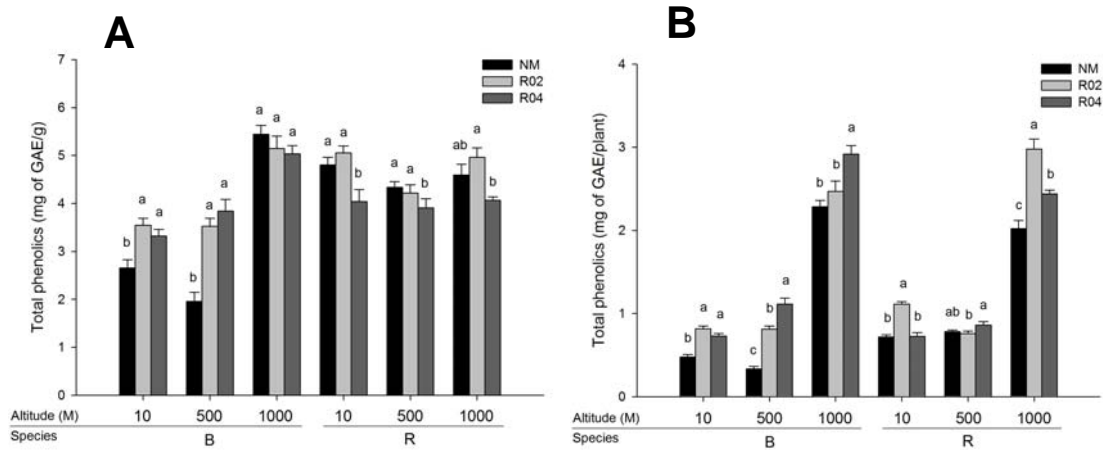 A
Total phenolics (mg of GAE/g)
7
6
5
4
3
2
1
0
NM
R02
R04
b a a
b a a
a a a
a a b
a a b
ab a b
Altitude (M) 10 500 1000 10 500 1000
Species B R
B
Total phenolics (mg of GAE/plant)
4
3
2
1
0
NM
R02
R04
b a a
c b a
b b a
b a b
ab b a
c a b
Altitude (M) 10 500 1000 10 500 1000
Species B R